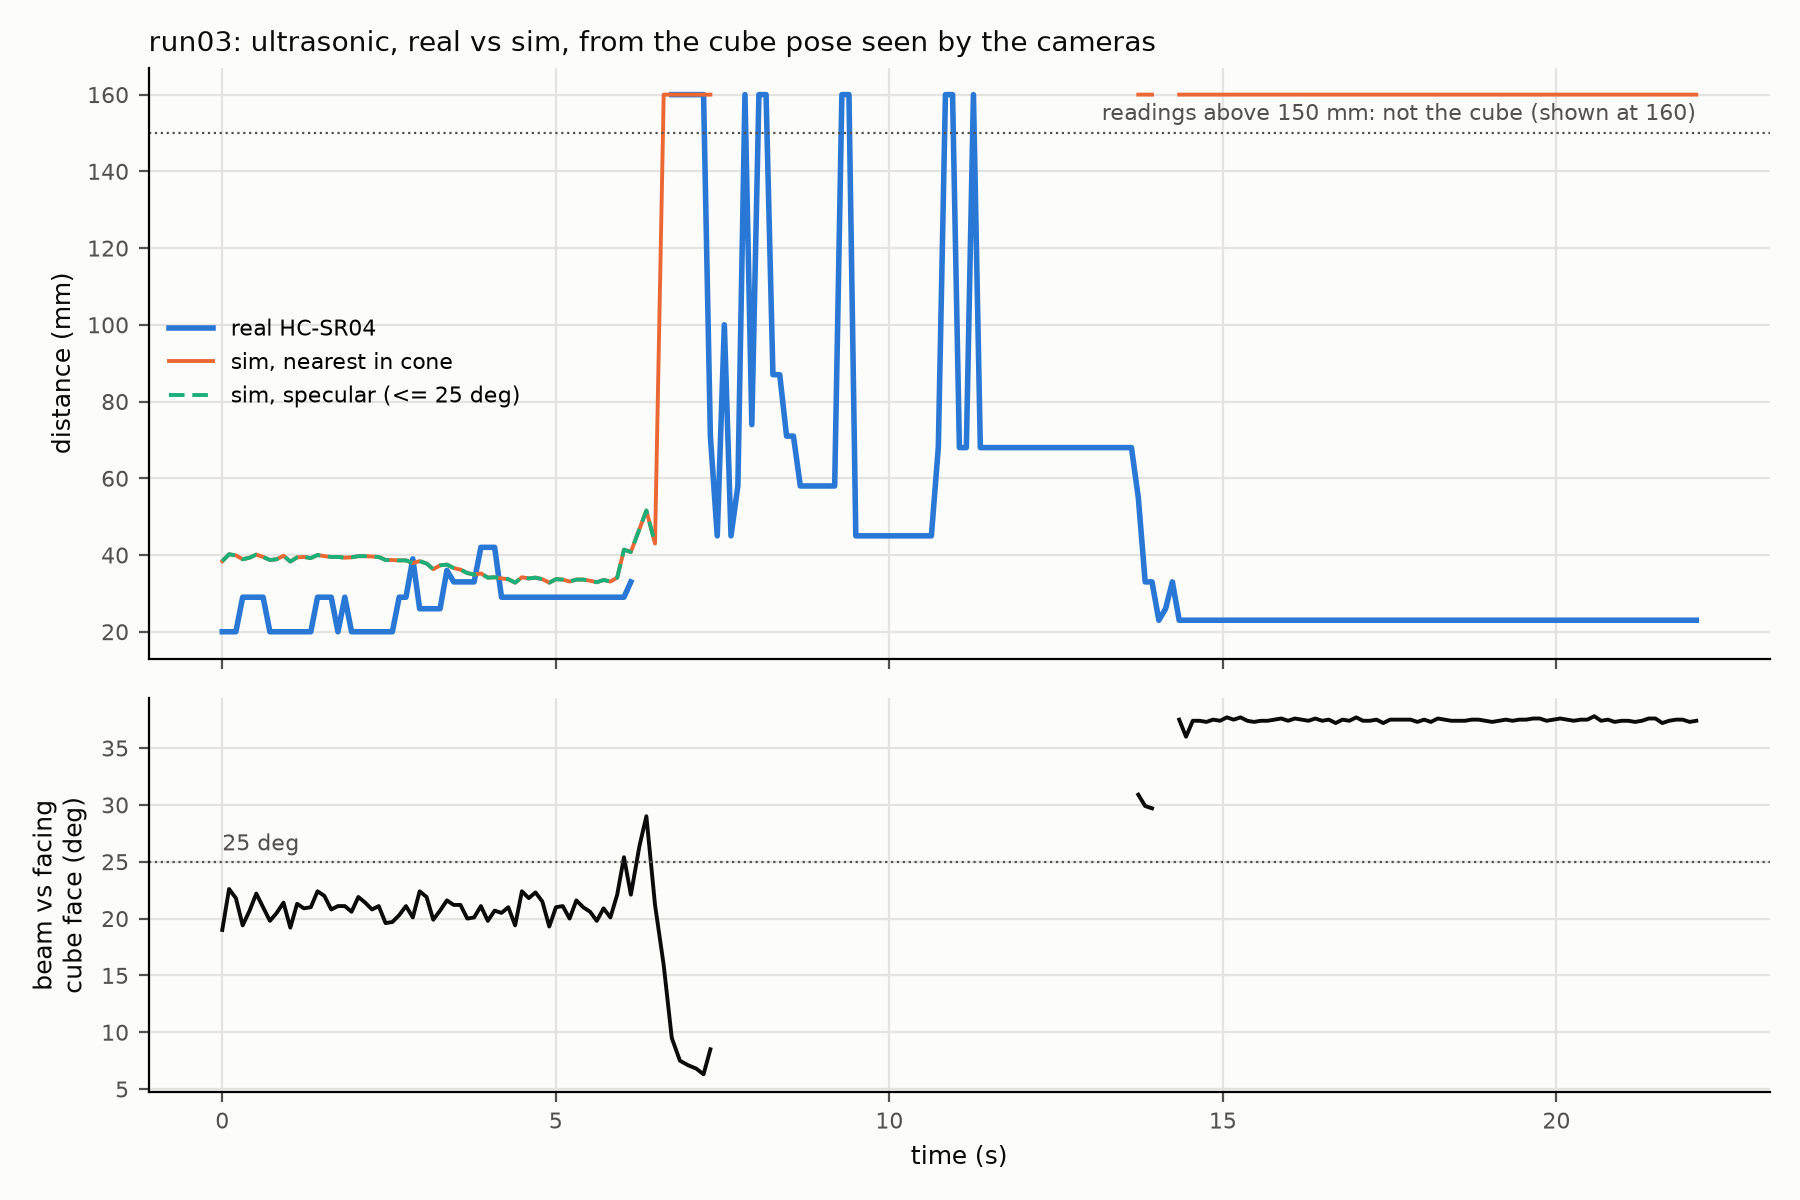 run03: ultrasonic, real vs sim, from the cube pose seen by the cameras
160
140
120
100
80
60
40
20
distance (mm)
readings above 150 mm: not the cube (shown at 160)
real HC-SR04
sim, nearest in cone
sim, specular (<= 25 deg)
35
30
25
20
15
10
5
beam vs facing
cube face (deg)
25 deg
0 5 10 15 20
time (s)